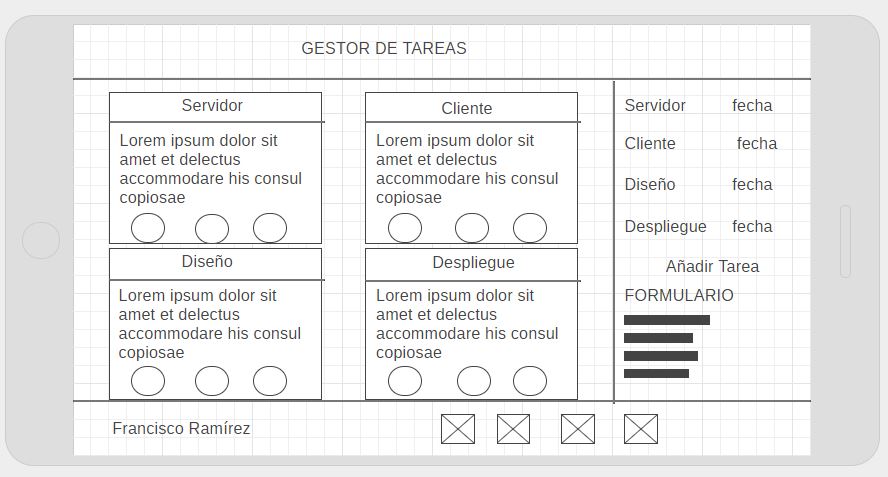 GESTOR DE TAREAS
Servidor
Lorem ipsum dolor sit
amet et delectus
accommodare his consul
copiosae
Cliente
Lorem ipsum dolor sit
amet et delectus
accommodare his consul
copiosae
Diseño
Lorem ipsum dolor sit
amet et delectus
accommodare his consul
copiosae
Despliegue
Lorem ipsum dolor sit
amet et delectus
accommodare his consul
copiosae
Servidor fecha
Cliente fecha
Diseño fecha
Despliegue fecha
Añadir Tarea
FORMULARIO
Francisco Ramírez